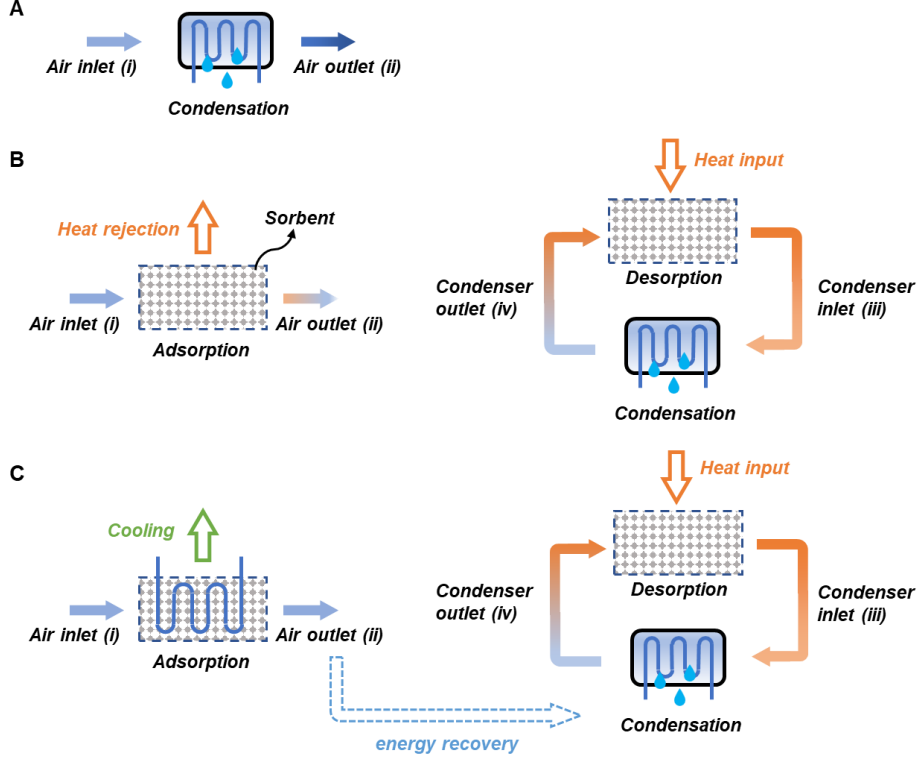 A
Air inlet (i)
Air outlet (ii)
Condensation
B
Heat input
Heat rejection
Sorbent
Desorption
Condenser
outlet (iv)
Condenser
inlet (iii)
Air inlet (i)
Air outlet (ii)
Adsorption
Condensation
C
Heat input
Cooling
Desorption
Condenser
outlet (iv)
Condenser
inlet (iii)
Air inlet (i)
Air outlet (ii)
Adsorption
Condensation
energy recovery